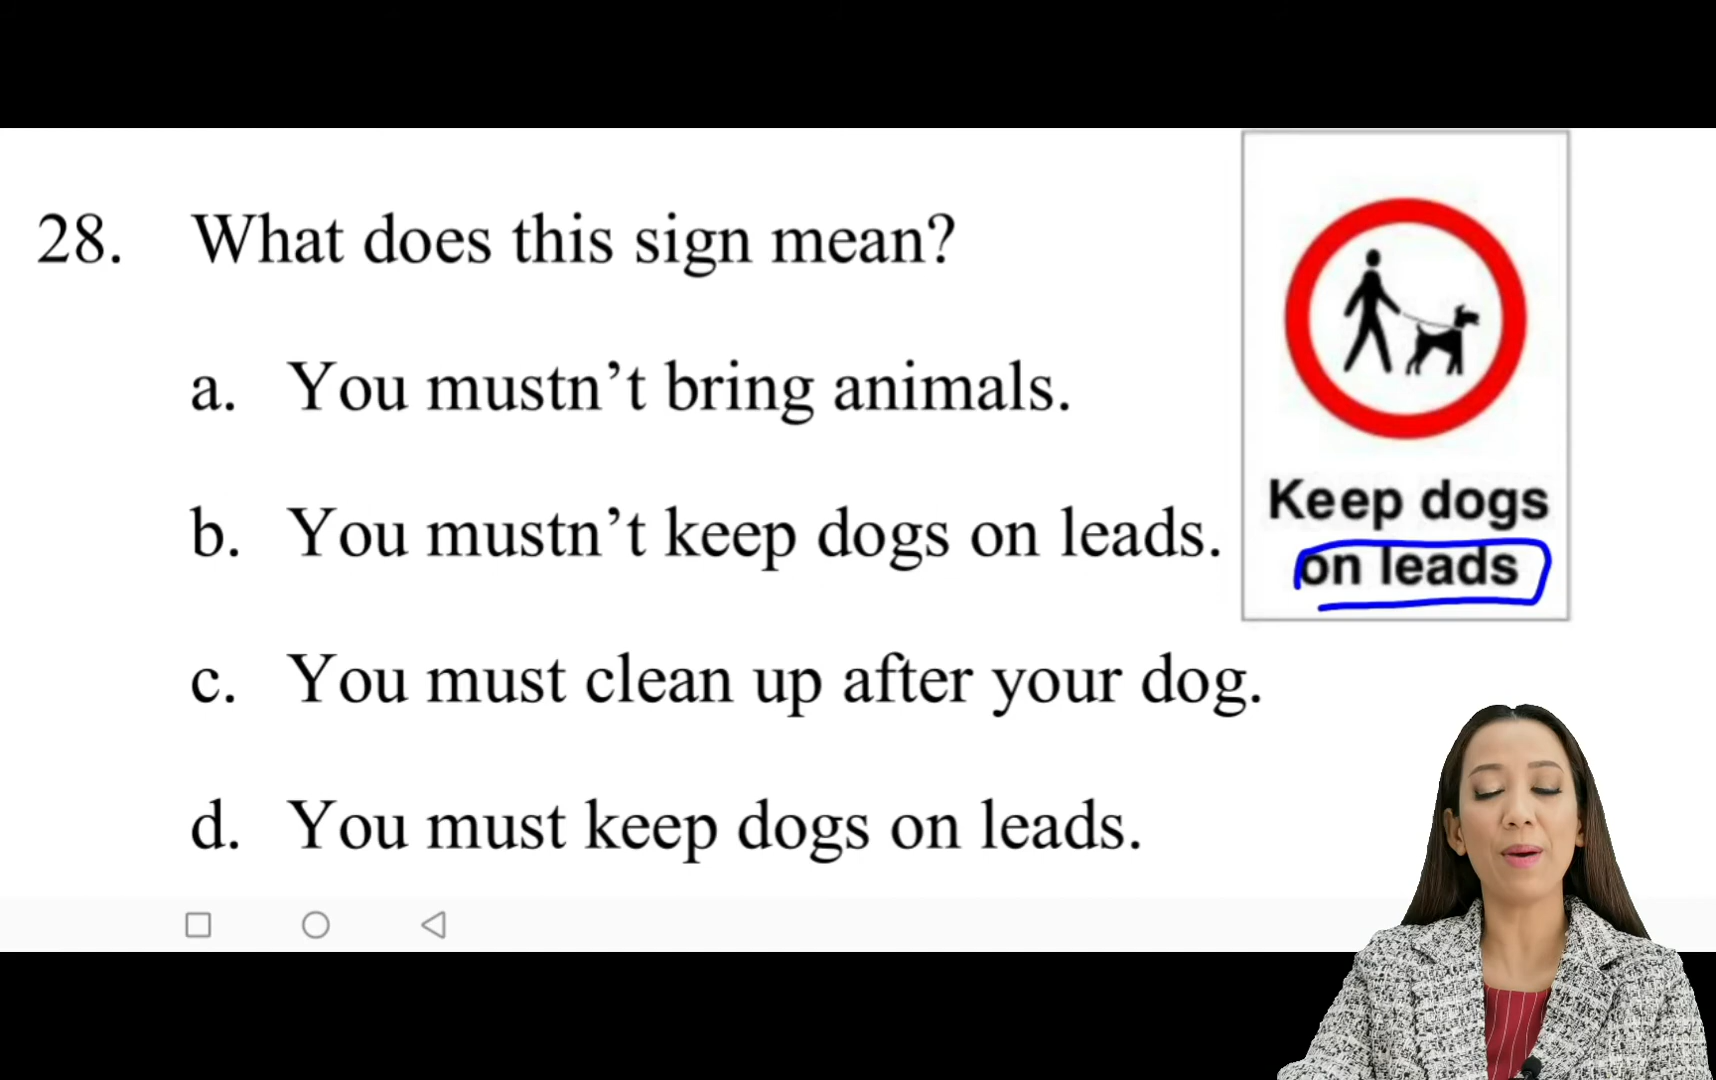 28. What does this sign mean?
a. You mustn’t bring animals.
b. You mustn’t keep dogs on leads.
c. You must clean up after your dog.
d. You must keep dogs on leads.
Keep dogs
on leads